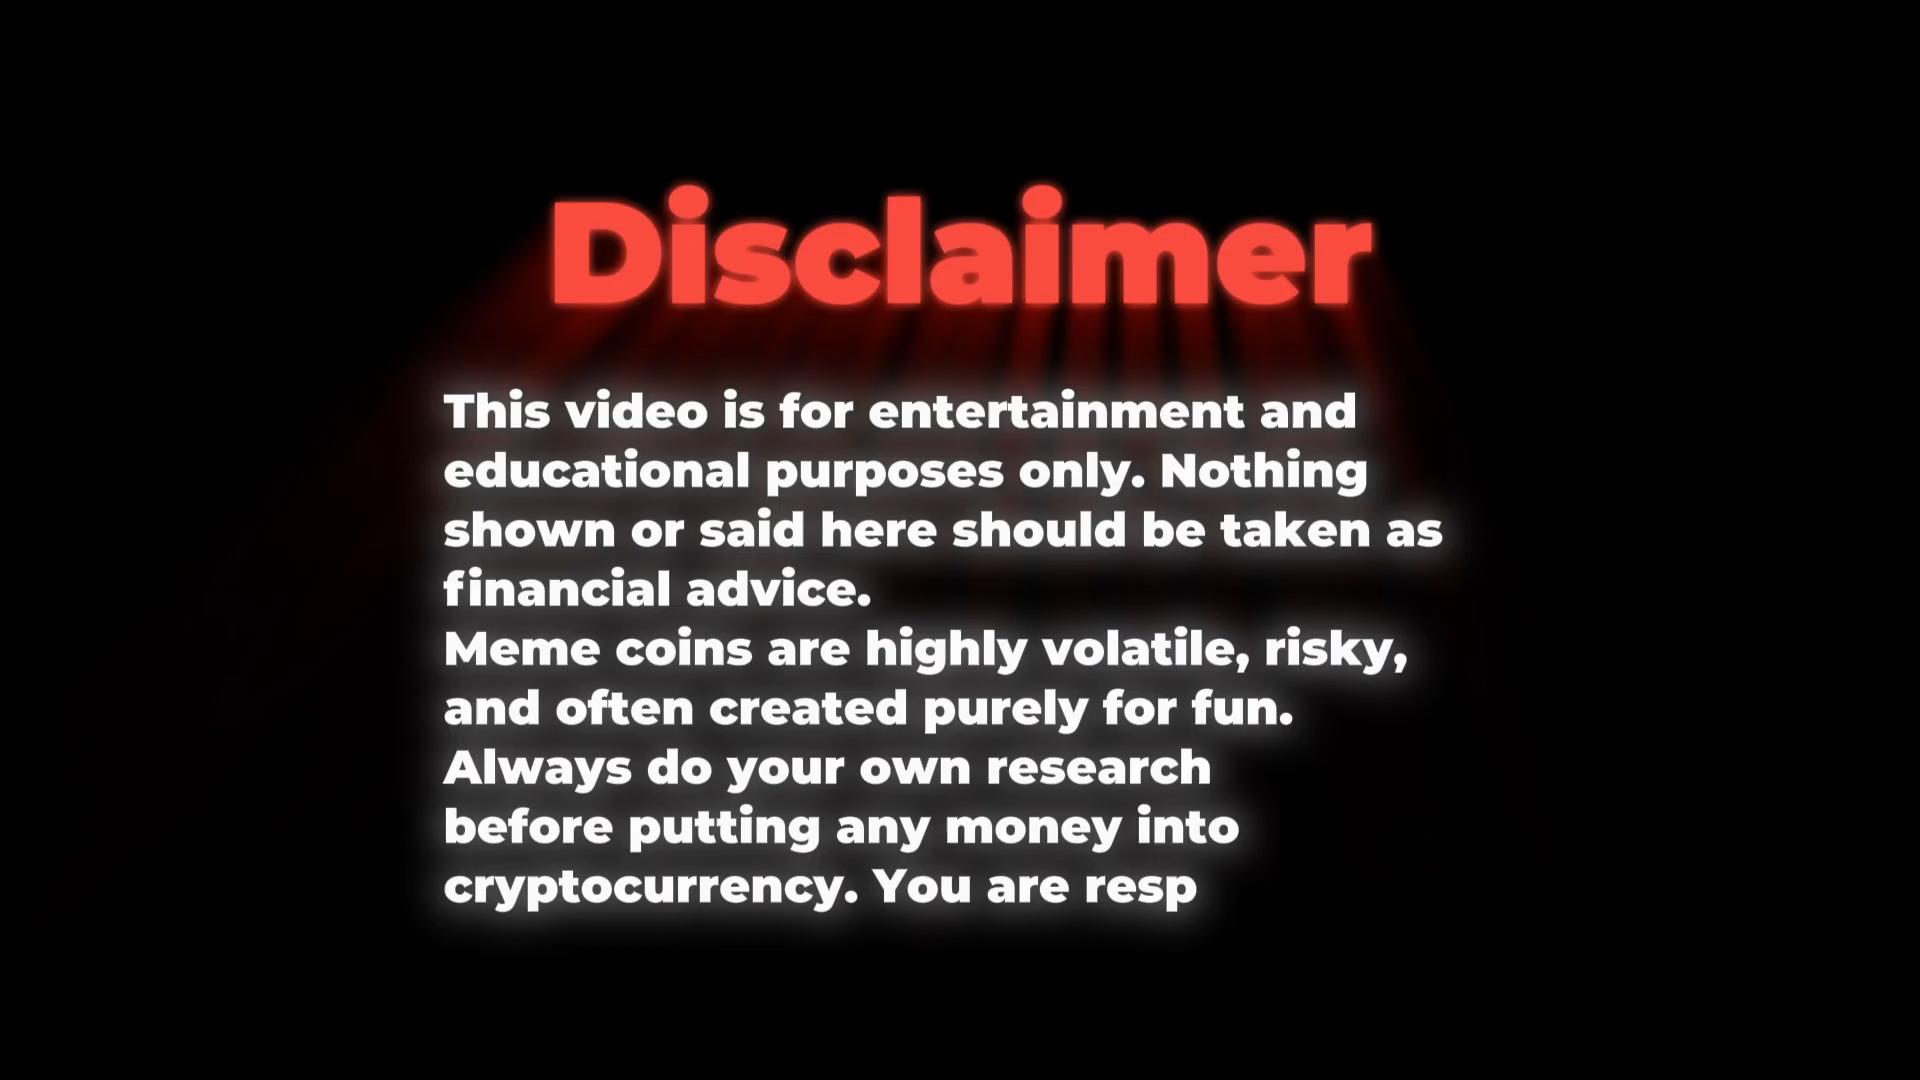 Disclaimer
This video is for entertainment and
educational purposes only. Nothing
shown or said here should be taken as
financial advice.
Meme coins are highly volatile, risky,
and often created purely for fun.
Always do your own research
before putting any money into
cryptocurrency. You are resp